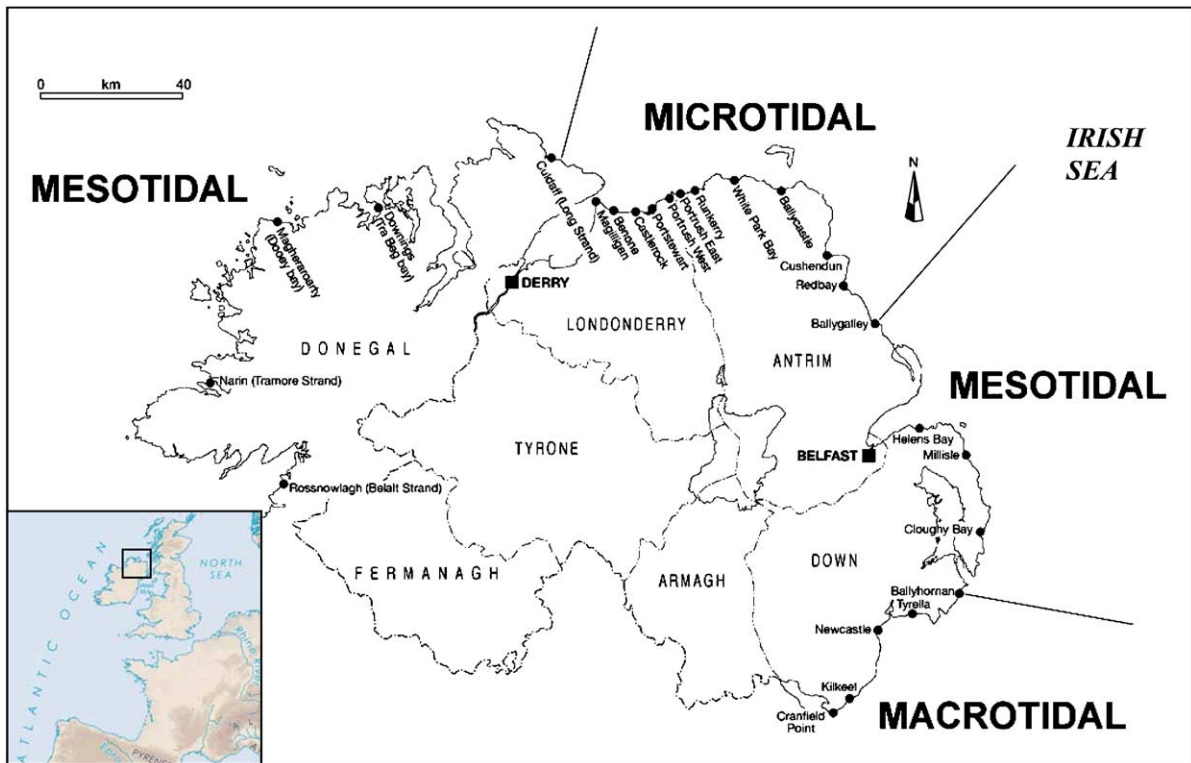 0 km 40
MICROTIDAL
IRISH
SEA
N
MESOTIDAL
Culdaff (Long Strand)
Downings
(Tra Beg bay)
Magheraroarty
(Dooey bay)
Magilligan
Benone
Castlerock
Portstewart
Portrush West
Portrush East
Runkerry
White Park Bay
Ballycastle
Cushendun
Redbay
Ballygalley
DERRY
LONDONDERRY
DONEGAL
ANTRIM
Narin (Tramore Strand)
MESOTIDAL
TYRONE
BELFAST
Helens Bay
Millisle
Rossnowlagh (Belalt Strand)
Cloughy Bay
DOWN
FERMANAGH
ARMAGH
Ballyhornan
Tyrella
Newcastle
Kilkeel
Cranfield
Point
MACROTIDAL
ATLANTIC OCEAN
NORTH
SEA
Rhine River